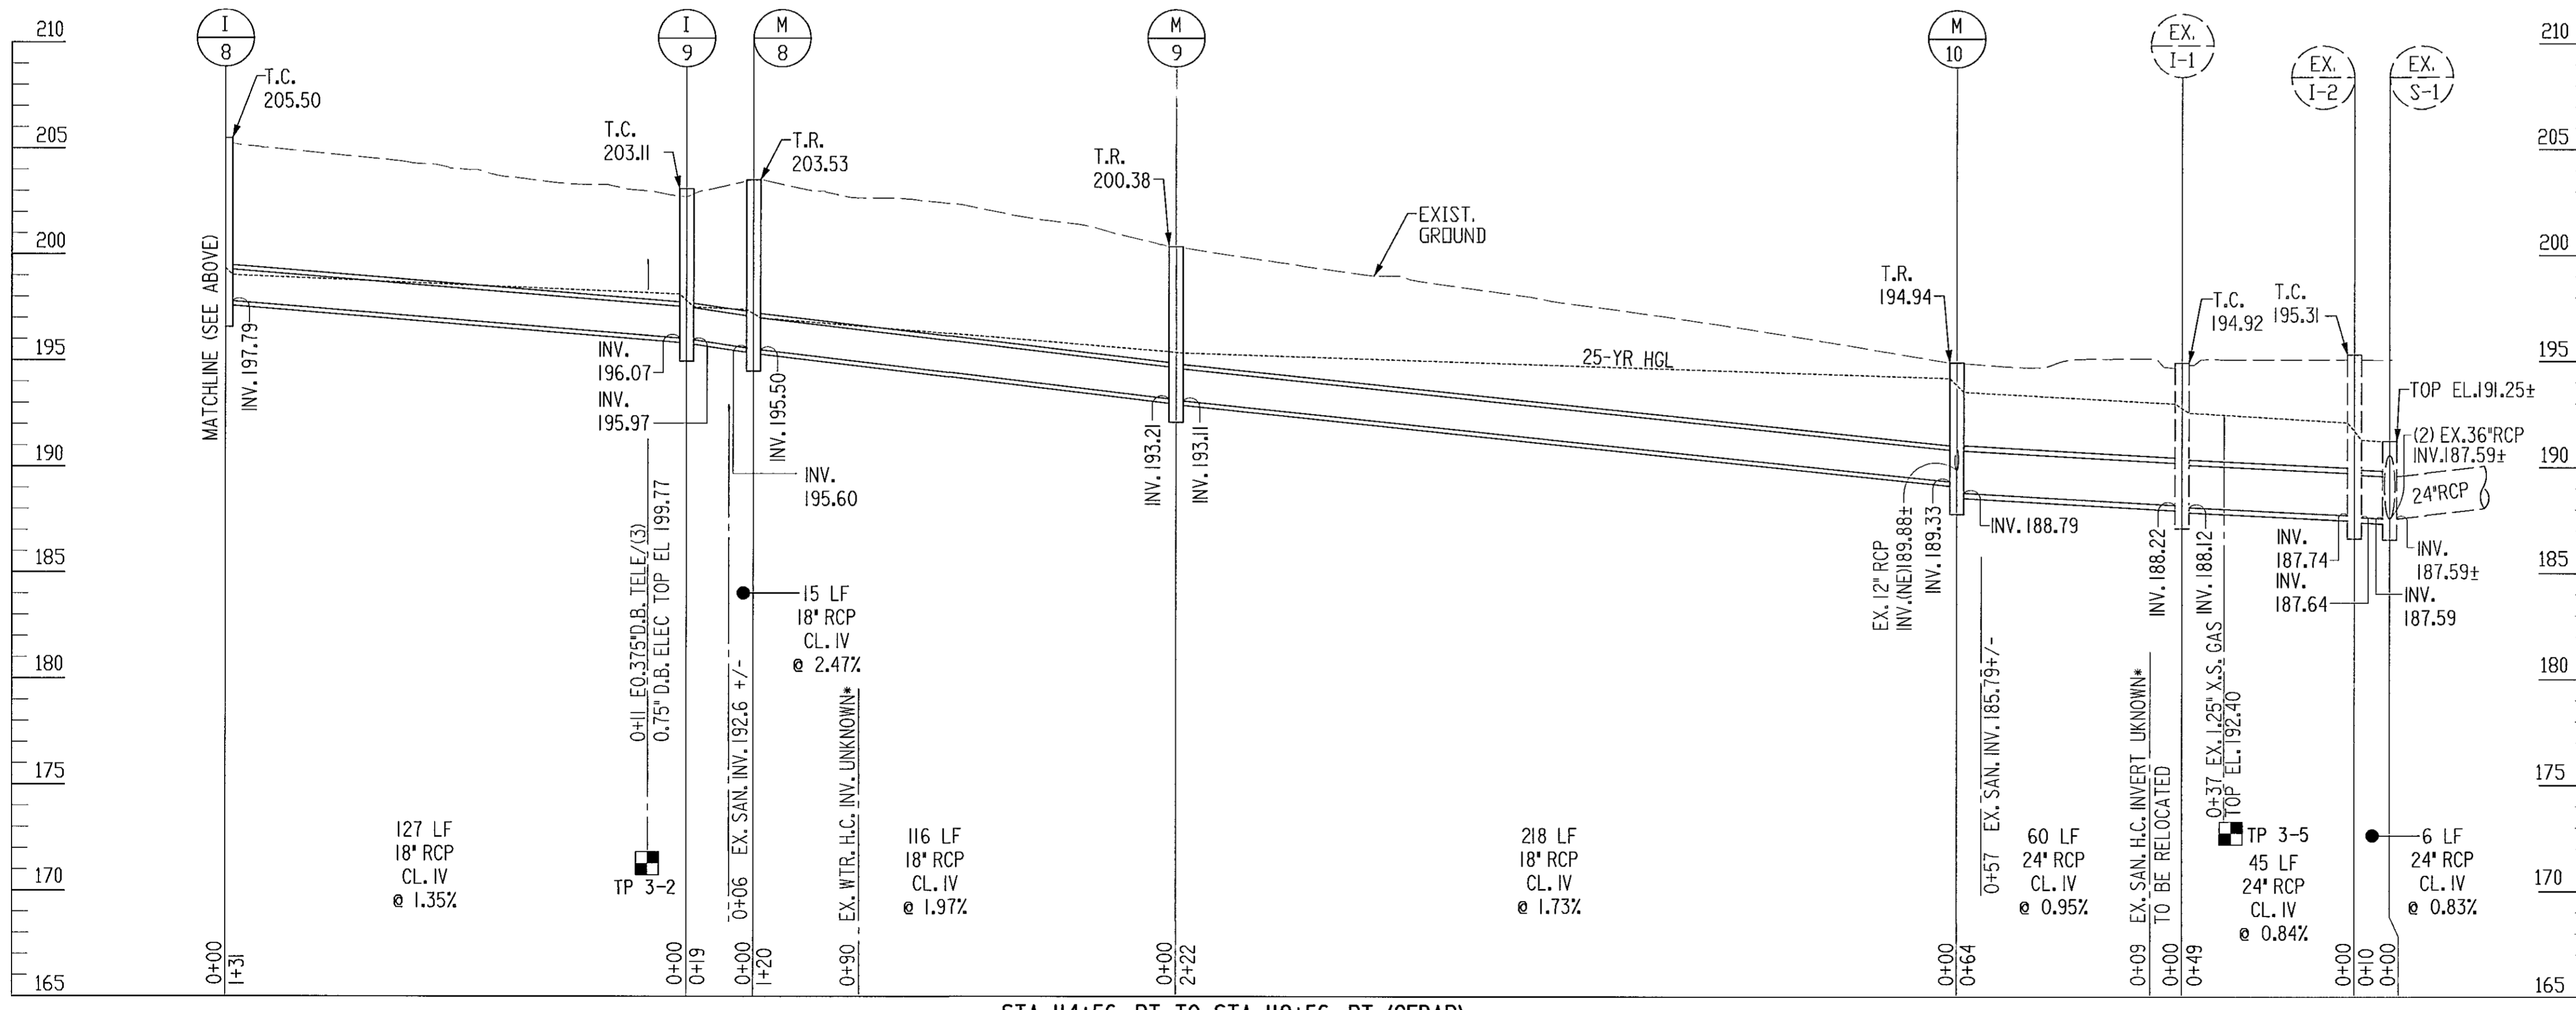 I
8
I
9
M
8
M
9
M
10
EX.
I-1
EX.
I-2
EX.
S-1
210
205
200
195
190
185
180
175
170
165
210
205
200
195
190
185
180
175
170
165
T.C.
205.50
T.C.
203.11
T.R.
203.53
T.R.
200.38
EXIST.
GROUND
T.R.
194.94
T.C.
194.92
T.C.
195.31
25-YR HGL
TOP EL.191.25±
(2) EX.36"RCP
INV.187.59±
24"RCP
MATCHLINE (SEE ABOVE)
INV. 197.79
INV.
196.07
INV.
195.97
INV. 195.50
INV.
195.60
INV. 193.21
INV. 193.11
EX. 12" RCP
INV.(NE)189.88±
INV. 189.33
INV. 188.79
INV. 188.22
INV. 188.12
INV.
187.74
INV.
187.64
INV.
187.59±
INV.
187.59
0+11 EO.375"D.B. TELE/(3)
0.75" D.B. ELEC TOP EL 199.77
TP 3-2
0+06 EX. SAN. INV. 192.6 +/-
0+90 EX. WTR. H.C. INV. UNKNOWN*
0+57 EX. SAN. INV. 185.79+/-
0+09 EX. SAN. H.C. INVERT UKNOWN*
TO BE RELOCATED
0+37 EX. 1.25" X.S. GAS
TOP EL. 192.40
TP 3-5
127 LF
18" RCP
CL. IV
@ 1.35%
15 LF
18" RCP
CL. IV
@ 2.47%
116 LF
18" RCP
CL. IV
@ 1.97%
218 LF
18" RCP
CL. IV
@ 1.73%
60 LF
24" RCP
CL. IV
@ 0.95%
45 LF
24" RCP
CL. IV
@ 0.84%
6 LF
24" RCP
CL. IV
@ 0.83%
0+00
1+31
0+00
0+19
0+00
1+20
0+00
2+22
0+00
0+64
0+00
0+49
0+00
0+10
0+00